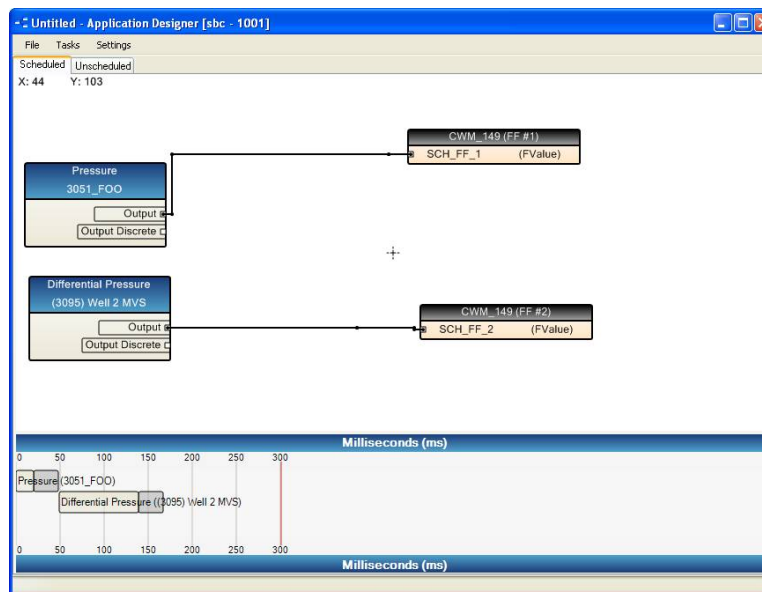 Untitled - Application Designer [sbc - 1001]
File Tasks Settings
Scheduled Unscheduled
X: 44 Y: 103
CWM_149 (FF #1)
SCH_FF_1 (FValue)
Pressure
3051_FOO
Output
Output Discrete
Differential Pressure
(3095) Well 2 MVS
Output
Output Discrete
CWM_149 (FF #2)
SCH_FF_2 (FValue)
Milliseconds (ms)
0 50 100 150 200 250 300
Pressure (3051_FOO)
Differential Pressure ((3095) Well 2 MVS)
0 50 100 150 200 250 300
Milliseconds (ms)